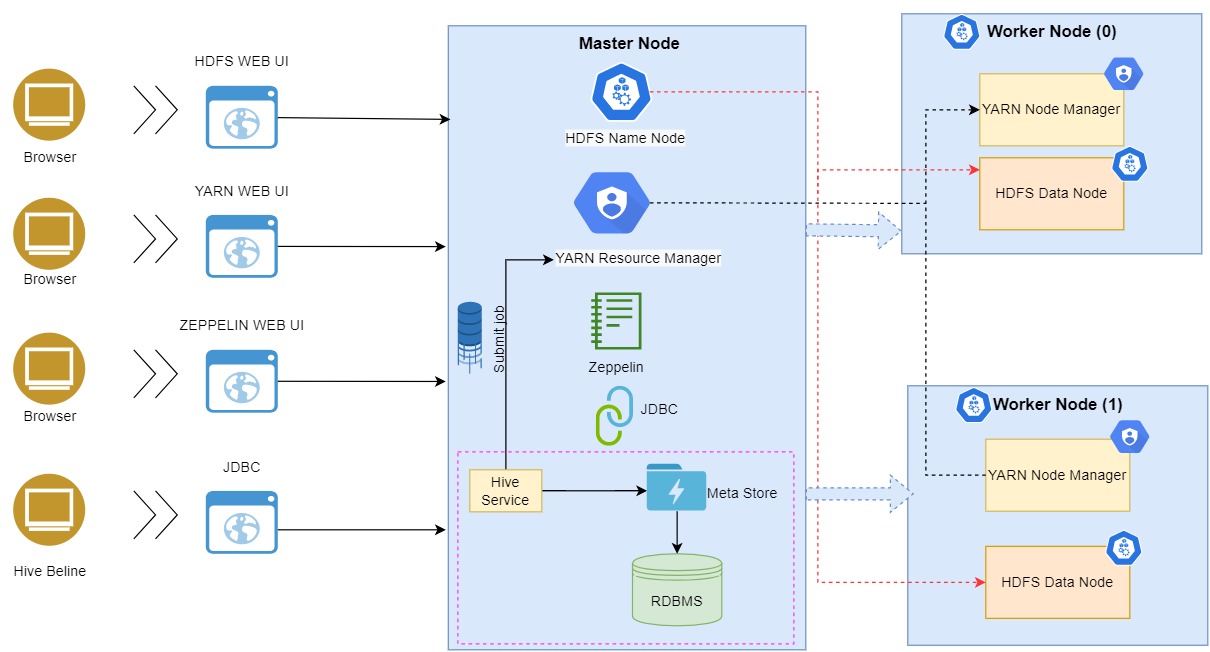 HDFS WEB UI
Browser
YARN WEB UI
Browser
ZEPPELIN WEB UI
Browser
JDBC
Hive Beline
Master Node
HDFS Name Node
YARN Resource Manager
Submit job
Zeppelin
JDBC
Hive
Service
Meta Store
RDBMS
Worker Node (0)
YARN Node Manager
HDFS Data Node
Worker Node (1)
YARN Node Manager
HDFS Data Node